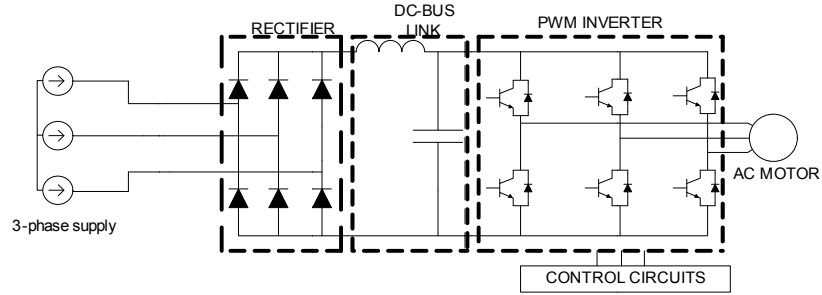 RECTIFIER
DC-BUS
LINK
PWM INVERTER
AC MOTOR
3-phase supply
CONTROL CIRCUITS